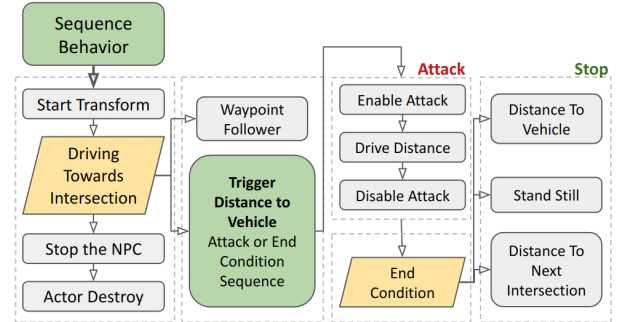 Sequence
Behavior
Start Transform
Driving
Towards
Intersection
Stop the NPC
Actor Destroy
Waypoint
Follower
Trigger
Distance to
Vehicle
Attack or End
Condition
Sequence
Attack
Enable Attack
Drive Distance
Disable Attack
End
Condition
Stop
Distance To
Vehicle
Stand Still
Distance To
Next
Intersection